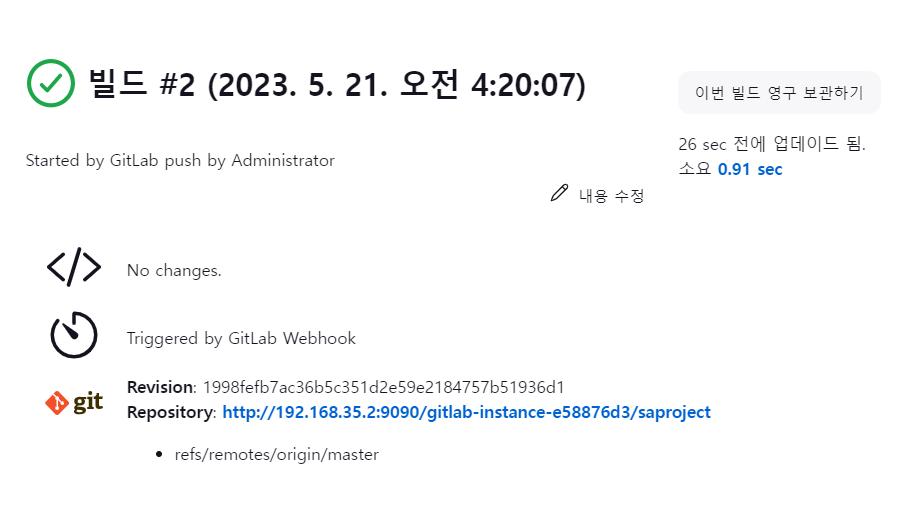 빌드 #2 (2023. 5. 21. 오전 4:20:07)
이번 빌드 영구 보관하기
26 sec 전에 업데이드 됨.
소요 0.91 sec
Started by GitLab push by Administrator
내용 수정
</> No changes.
Triggered by GitLab Webhook
git
Revision: 1998fefb7ac36b5c351d2e59e2184757b51936d1
Repository: http://192.168.35.2:9090/gitlab-instance-e58876d3/saproject
• refs/remotes/origin/master